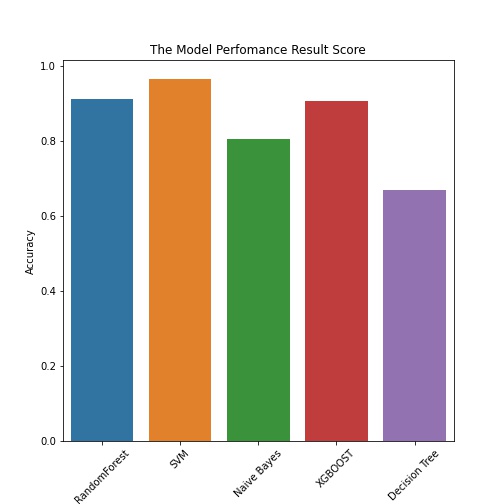 The Model Perfomance Result Score
1.0
0.8
0.6
0.4
0.2
0.0
Accuracy
RandomForest
SVM
Naive Bayes
XGBOOST
Decision Tree